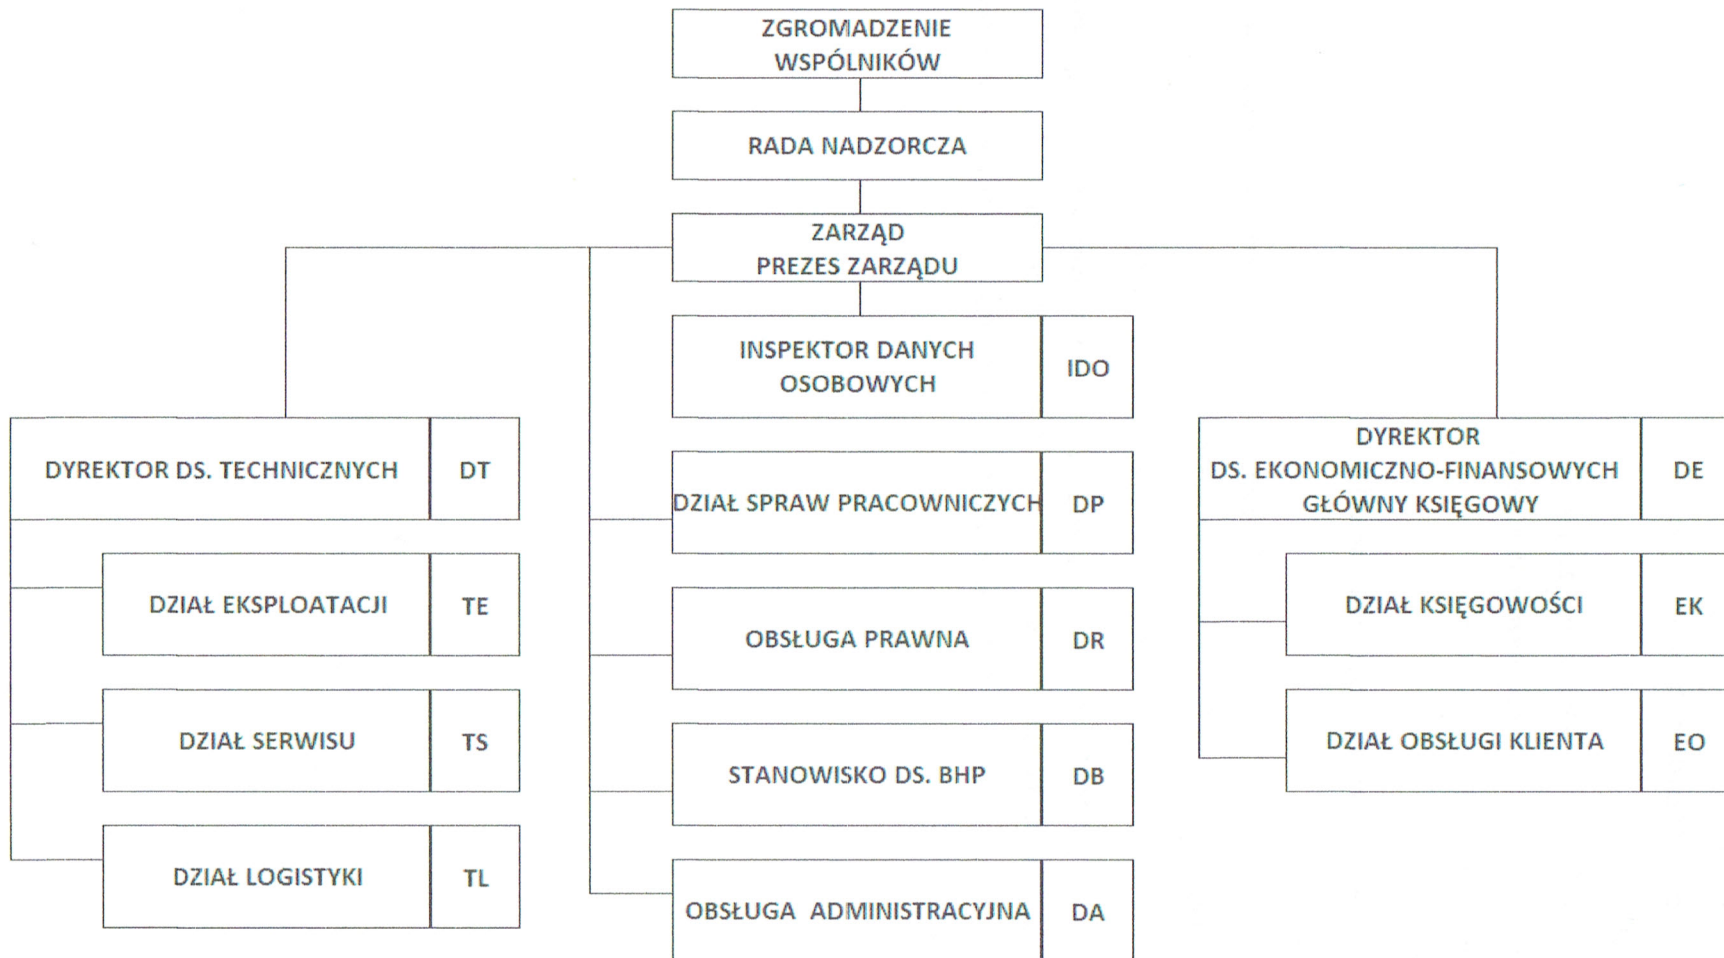 ZGROMADZENIE
WSPÓLNIKÓW
RADA NADZORCZA
ZARZĄD
PREZES ZARZĄDU
INSPEKTOR DANYCH
OSOBOWYCH
IDO
DYREKTOR DS. TECHNICZNYCH
DT
DZIAŁ EKSPLOATACJI
TE
DZIAŁ SERWISU
TS
DZIAŁ LOGISTYKI
TL
DZIAŁ SPRAW PRACOWNICZYCH
DP
OBSŁUGA PRAWNA
DR
STANOWISKO DS. BHP
DB
OBSŁUGA ADMINISTRACYJNA
DA
DYREKTOR
DS. EKONOMICZNO-FINANSOWYCH
GŁÓWNY KSIĘGOWY
DE
DZIAŁ KSIĘGOWOŚCI
EK
DZIAŁ OBSŁUGI KLIENTA
EO